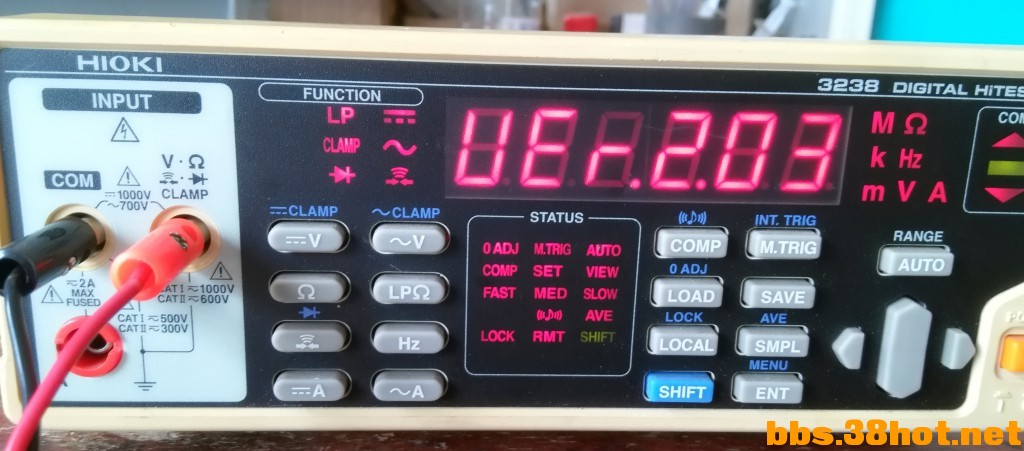 HIOKI
3238 DIGITAL HiTES
INPUT
COM
V·Ω
CLAMP
⎓1000V
~700V
≂2A
MAX
FUSED
CAT I ≂1000V
CAT II ≂600V
CAT I ≂500V
CAT II ≂300V
A
FUNCTION
LP
CLAMP
UEr.2.03
M Ω
k Hz
m V A
COM
⎓CLAMP
~CLAMP
⎓V
~V
Ω
LPΩ
Hz
⎓A
~A
STATUS
0 ADJ M.TRIG AUTO
COMP SET VIEW
FAST MED SLOW
AVE
LOCK RMT SHIFT
INT. TRIG
COMP
M.TRIG
0 ADJ
LOAD
SAVE
LOCK
AVE
LOCAL
SMPL
MENU
SHIFT
ENT
RANGE
AUTO
PO
bbs.38hot.net